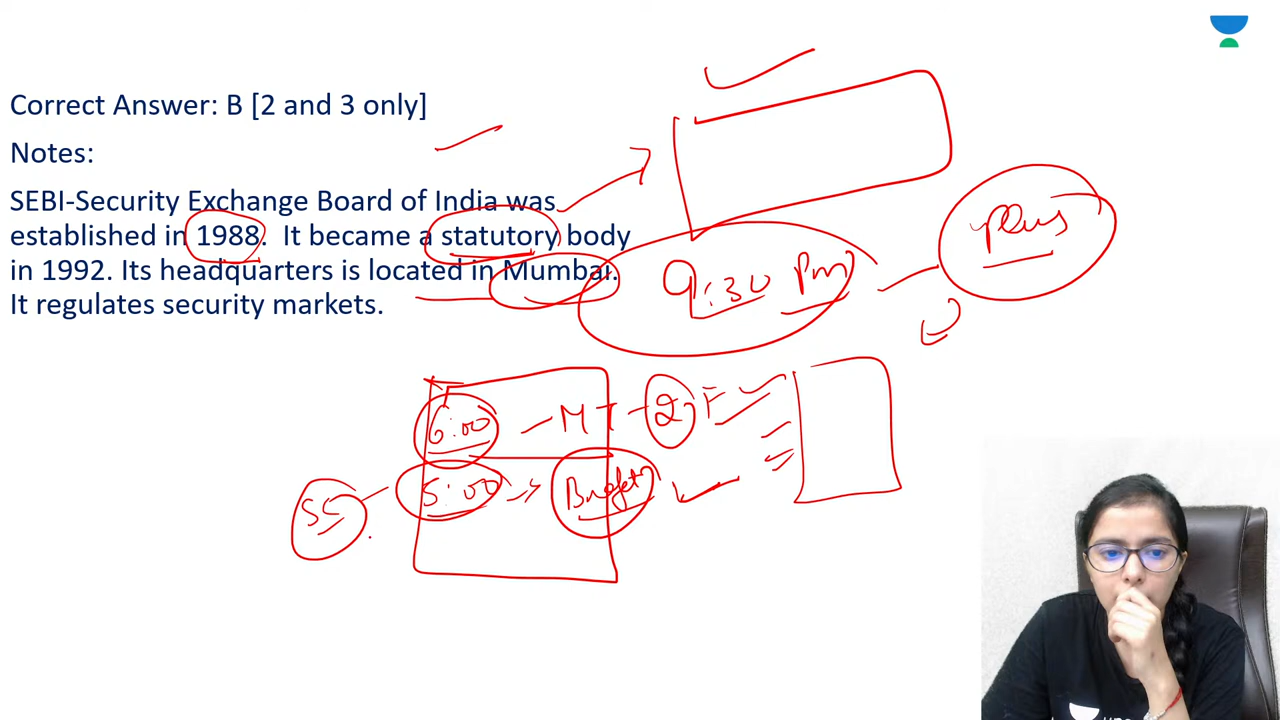 Correct Answer: B [2 and 3 only]
Notes:
SEBI-Security Exchange Board of India was
established in 1988. It became a statutory body
in 1992. Its headquarters is located in Mumbai.
It regulates security markets.
plus
9:30 Pm
6:00 - MT - 2
SS - 5:00 → Budget